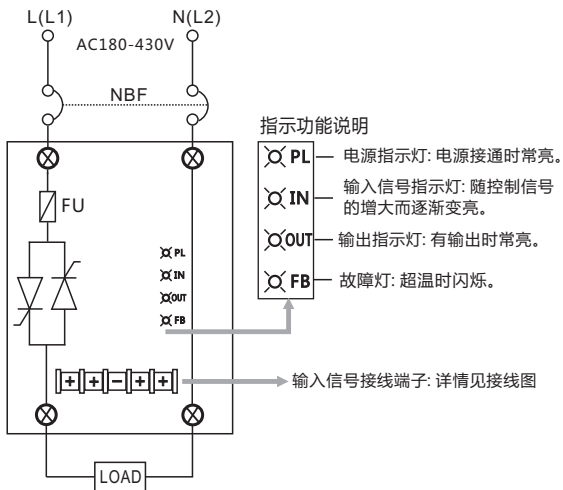 L(L1)
N(L2)
AC180-430V
NBF
指示功能说明
PL
电源指示灯: 电源接通时常亮。
IN
输入信号指示灯: 随控制信号
的增大而逐渐变亮。
OUT
输出指示灯: 有输出时常亮。
FB
故障灯: 超温时闪烁。
FU
PL
IN
OUT
FB
+ + - + +
输入信号接线端子: 详情见接线图
LOAD